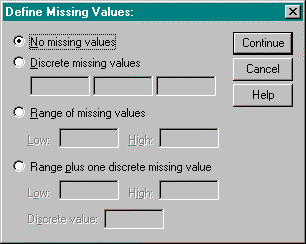 Define Missing Values:
No missing values
Continue
Discrete missing values
Cancel
Help
Range of missing values
Low:
High:
Range plus one discrete missing value
Low:
High:
Discrete value: